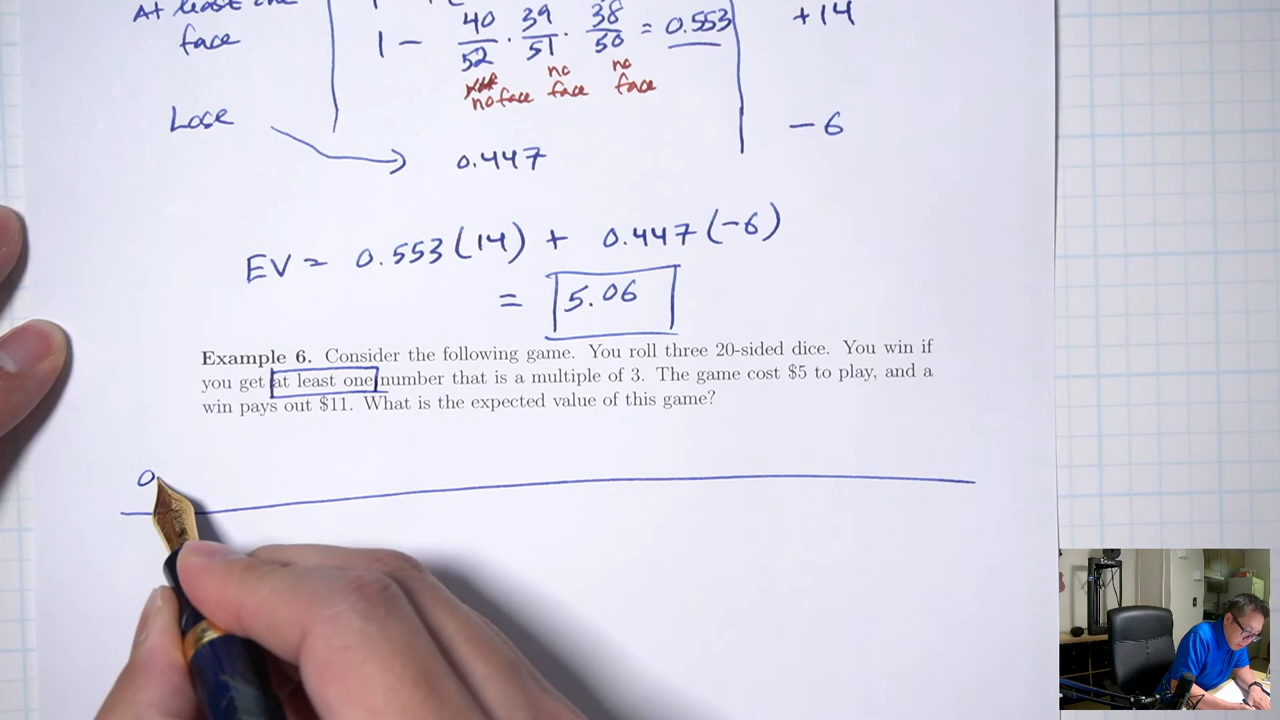 At least one
face
1 - 40/52 · 39/51 · 38/50 = 0.553
+14
no face no face no face
Lose
- 6
0.447
EV = 0.553(14) + 0.447(-6)
= 5.06
Example 6. Consider the following game. You roll three 20-sided dice. You win if
you get at least one number that is a multiple of 3. The game cost $5 to play, and a
win pays out $11. What is the expected value of this game?
O